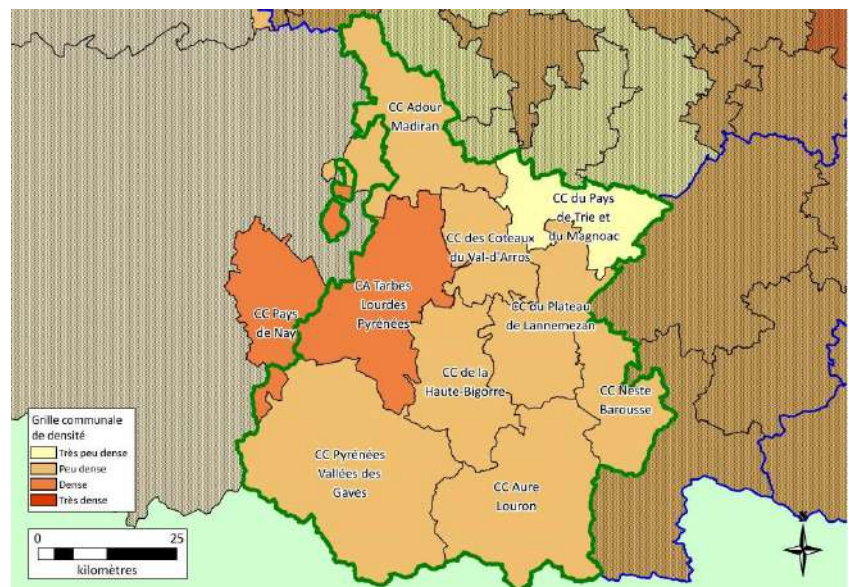 CC Adour
Madiran
CC du Pays
de Trie et
du Magnoac
CC des Coteaux
du Val-d'Arros
CA Tarbes
Lourdes
Pyrénées
CC Pays
de Nay
CC du Plateau
de Lannemezan
CC de la
Haute-Bigorre
CC Neste
Barousse
CC Pyrénées
Vallées des
Gaves
CC Aure
Louron
Grille communale
de densité
Très peu dense
Peu dense
Dense
Très dense
0 25
kilomètres
N